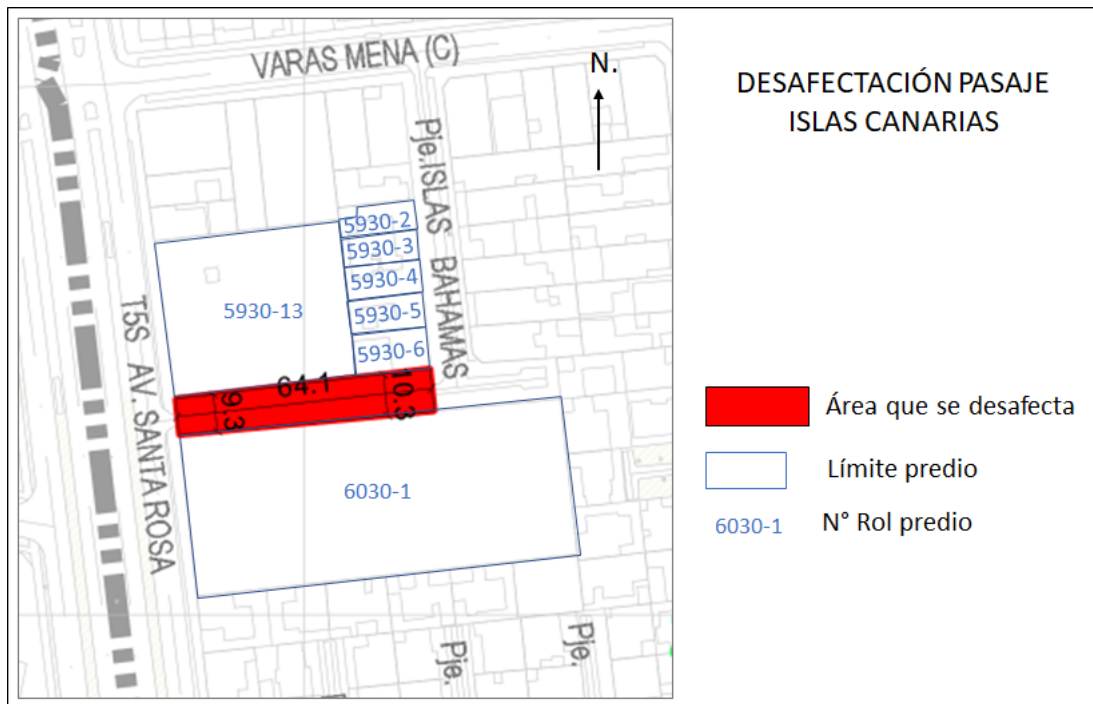 VARAS MENA (C)
N.
DESAFECTACIÓN PASAJE
ISLAS CANARIAS
Pje.ISLAS BAHAMAS
5930-2
5930-3
5930-4
5930-5
5930-6
5930-13
T5S AV. SANTA ROSA
64.1
10.3
9.3
6030-1
Pje.
Pje.
Área que se desafecta
Límite predio
6030-1 N° Rol predio